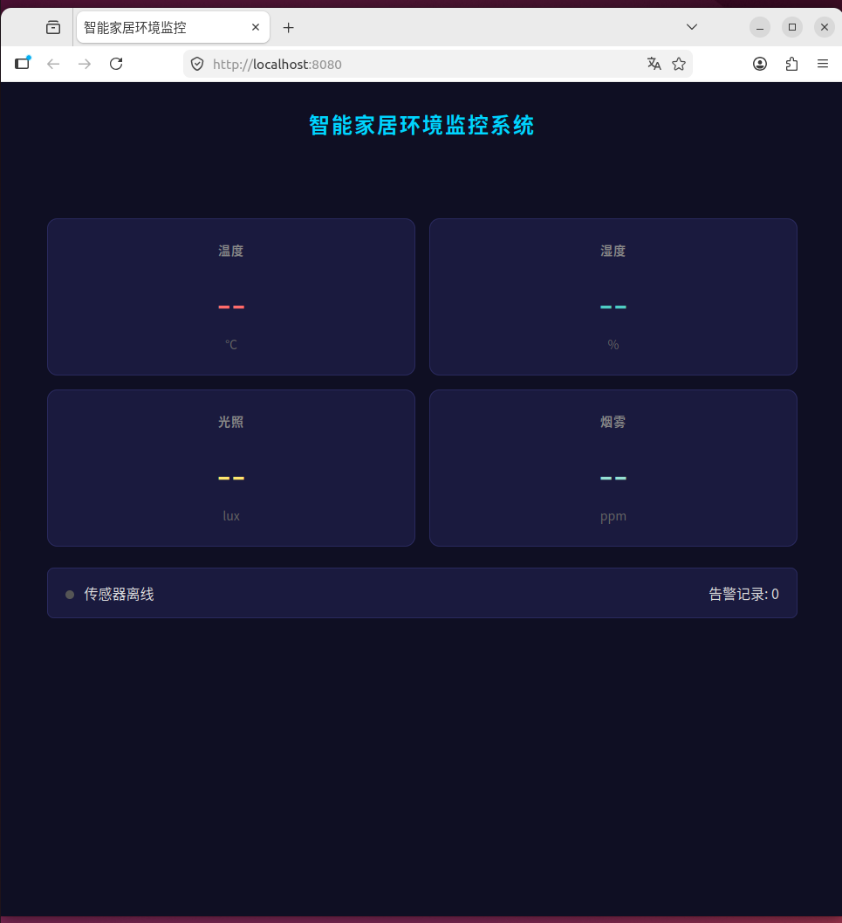 智能家居环境监控
http://localhost:8080
智能家居环境监控系统
温度
--
℃
湿度
--
%
光照
--
lux
烟雾
--
ppm
传感器离线
告警记录: 0